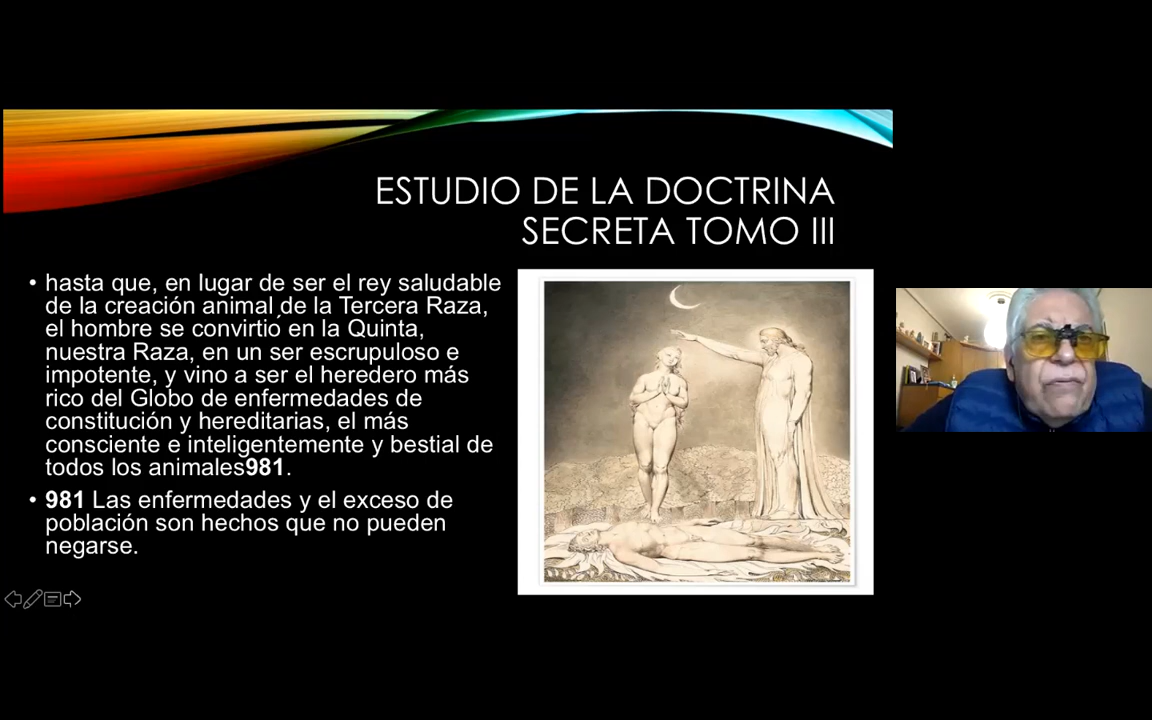 ESTUDIO DE LA DOCTRINA
SECRETA TOMO III
• hasta que, en lugar de ser el rey saludable
de la creación animal de la Tercera Raza,
el hombre se convirtió en la Quinta,
nuestra Raza, en un ser escrupuloso e
impotente, y vino a ser el heredero más
rico del Globo de enfermedades de
constitución y hereditarias, el más
consciente e inteligentemente y bestial de
todos los animales981.
• 981 Las enfermedades y el exceso de
población son hechos que no pueden
negarse.